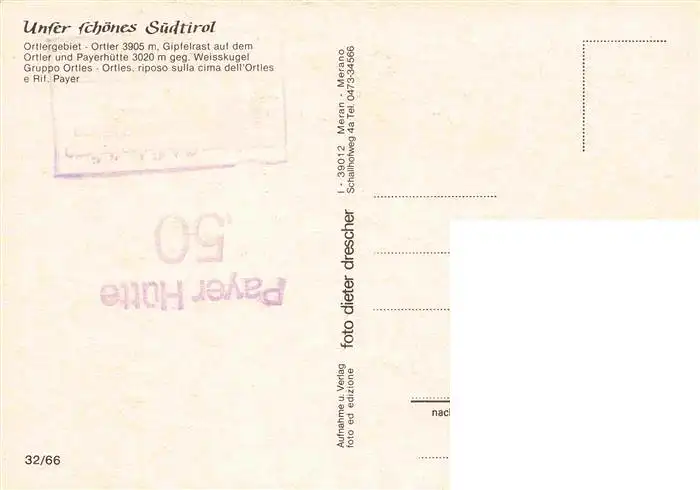 Unser schönes Südtirol
Ortlergebiet - Ortler 3905 m, Gipfelrast auf dem
Ortler und Payerhütte 3020 m geg. Weisskugel
Gruppo Ortles - Ortles, riposo sulla cima dell'Ortles
e Rif. Payer
Payer Hütte
50
32/66
Aufnahme u. Verlag
foto ed edizione
foto dieter drescher
I - 39012 Meran - Merano
Schallhofweg 4a Tel. 0473-34566